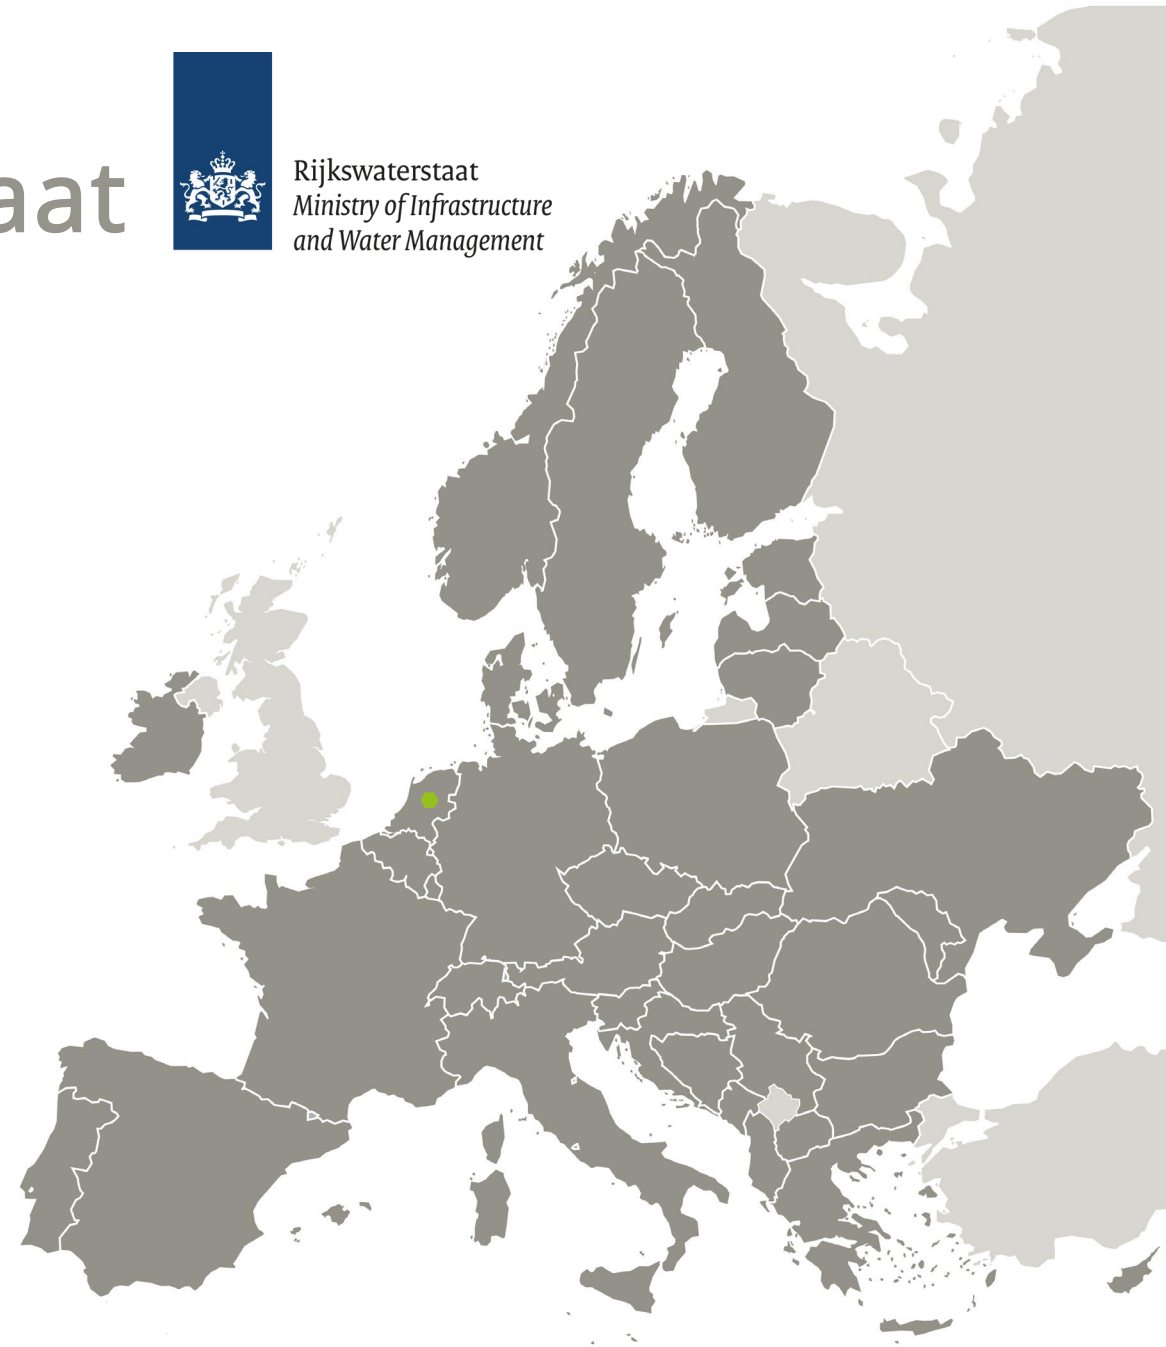 aat
Rijkswaterstaat
Ministry of Infrastructure
and Water Management